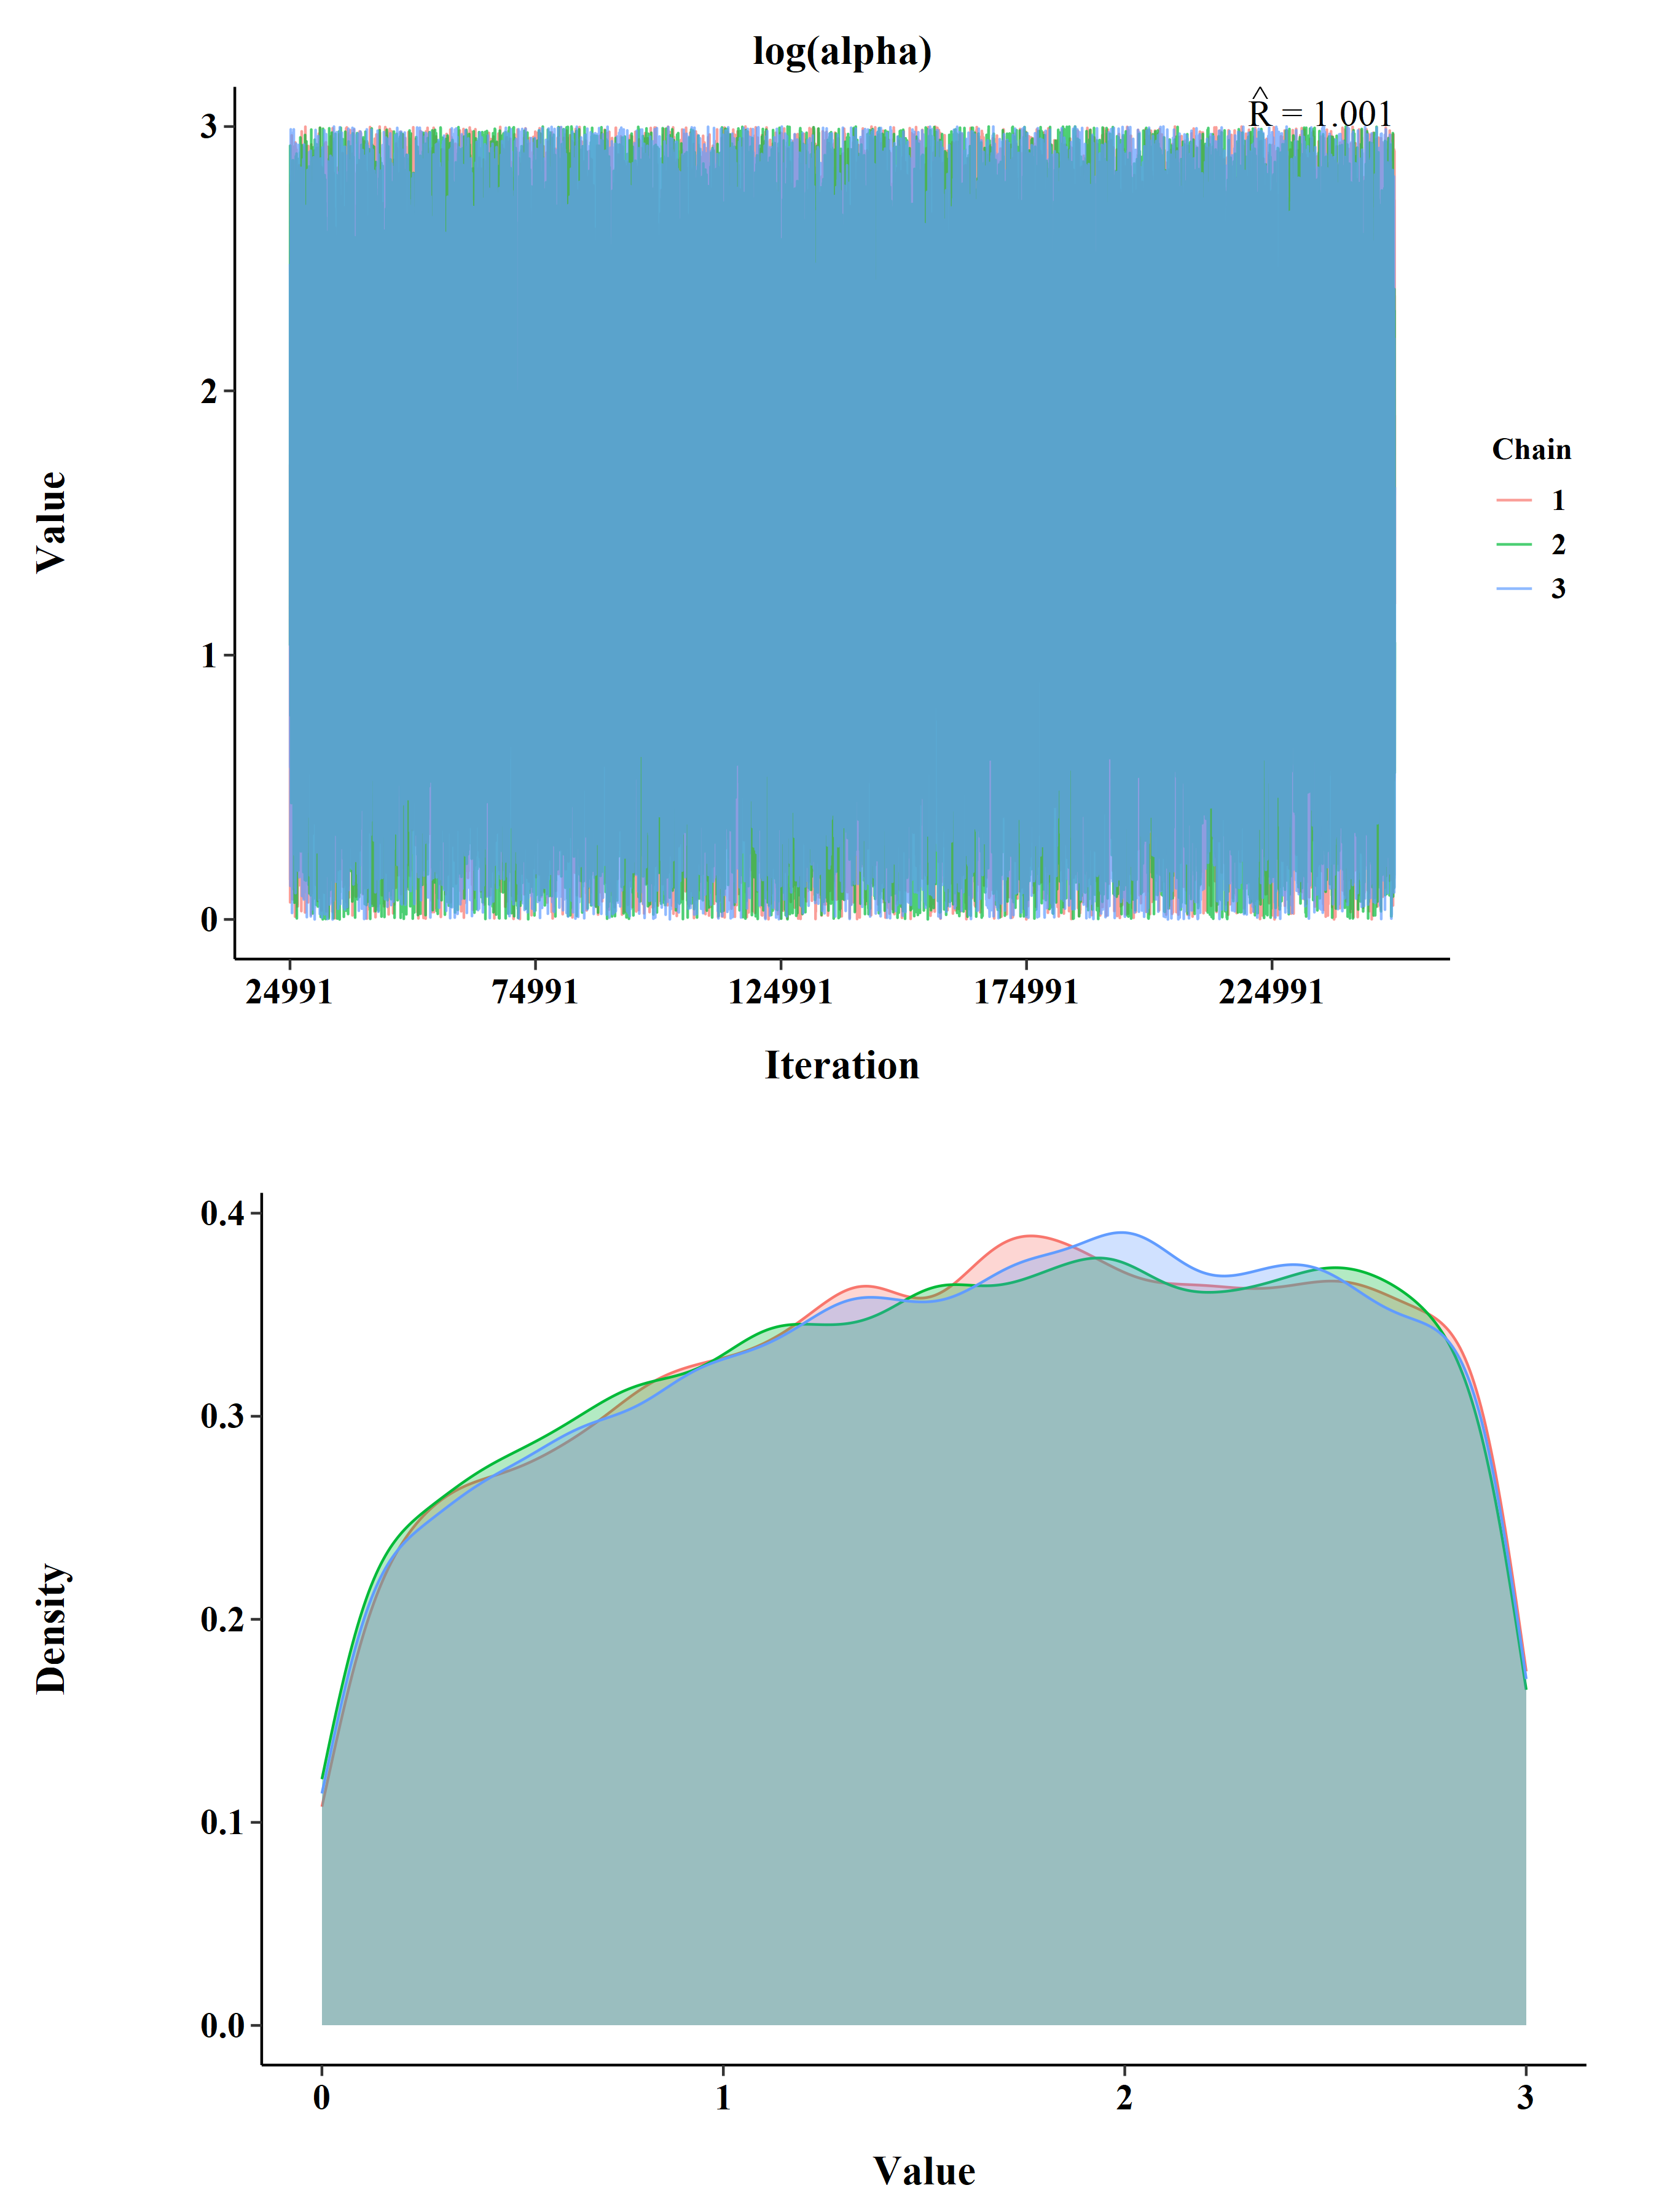 log(alpha)
R̂ = 1.001
3
2
1
0
Value
24991 74991 124991 174991 224991
Iteration
Chain
1
2
3
0.4
0.3
0.2
0.1
0.0
Density
0 1 2 3
Value